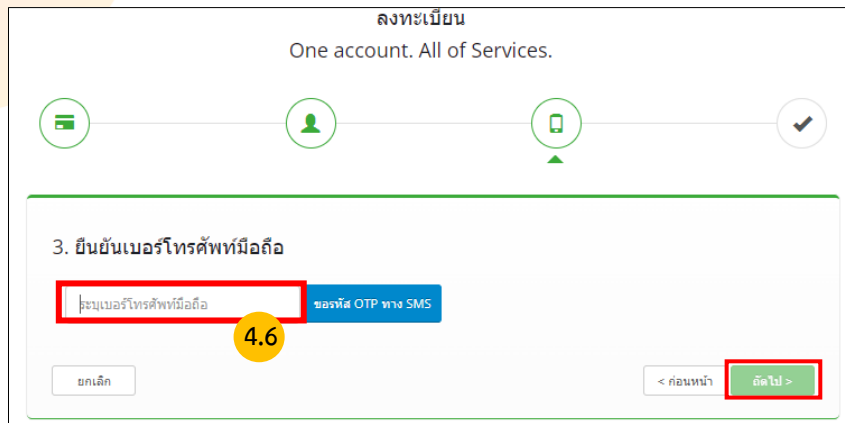 ลงทะเบียน
One account. All of Services.
3. ยืนยันเบอร์โทรศัพท์มือถือ
ระบุเบอร์โทรศัพท์มือถือ ขอรหัส OTP ทาง SMS
4.6
ยกเลิก < ก่อนหน้า ถัดไป >